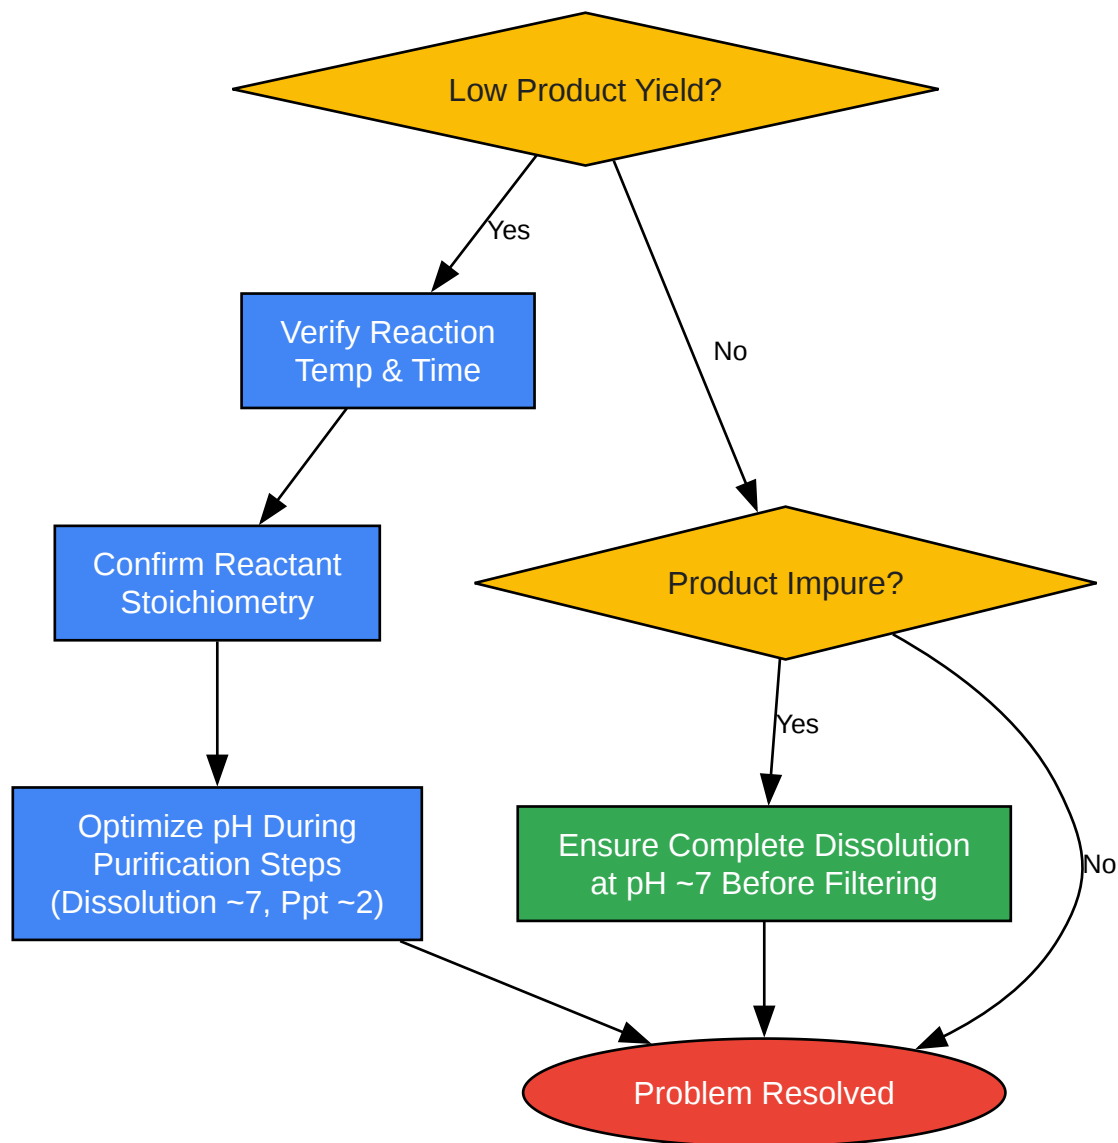 Low Product Yield?
Yes
Verify Reaction
Temp & Time
No
Confirm Reactant
Stoichiometry
Product Impure?
Yes
Optimize pH During
Purification Steps
(Dissolution ~7, Ppt ~2)
Ensure Complete Dissolution
at pH ~7 Before Filtering
No
Problem Resolved